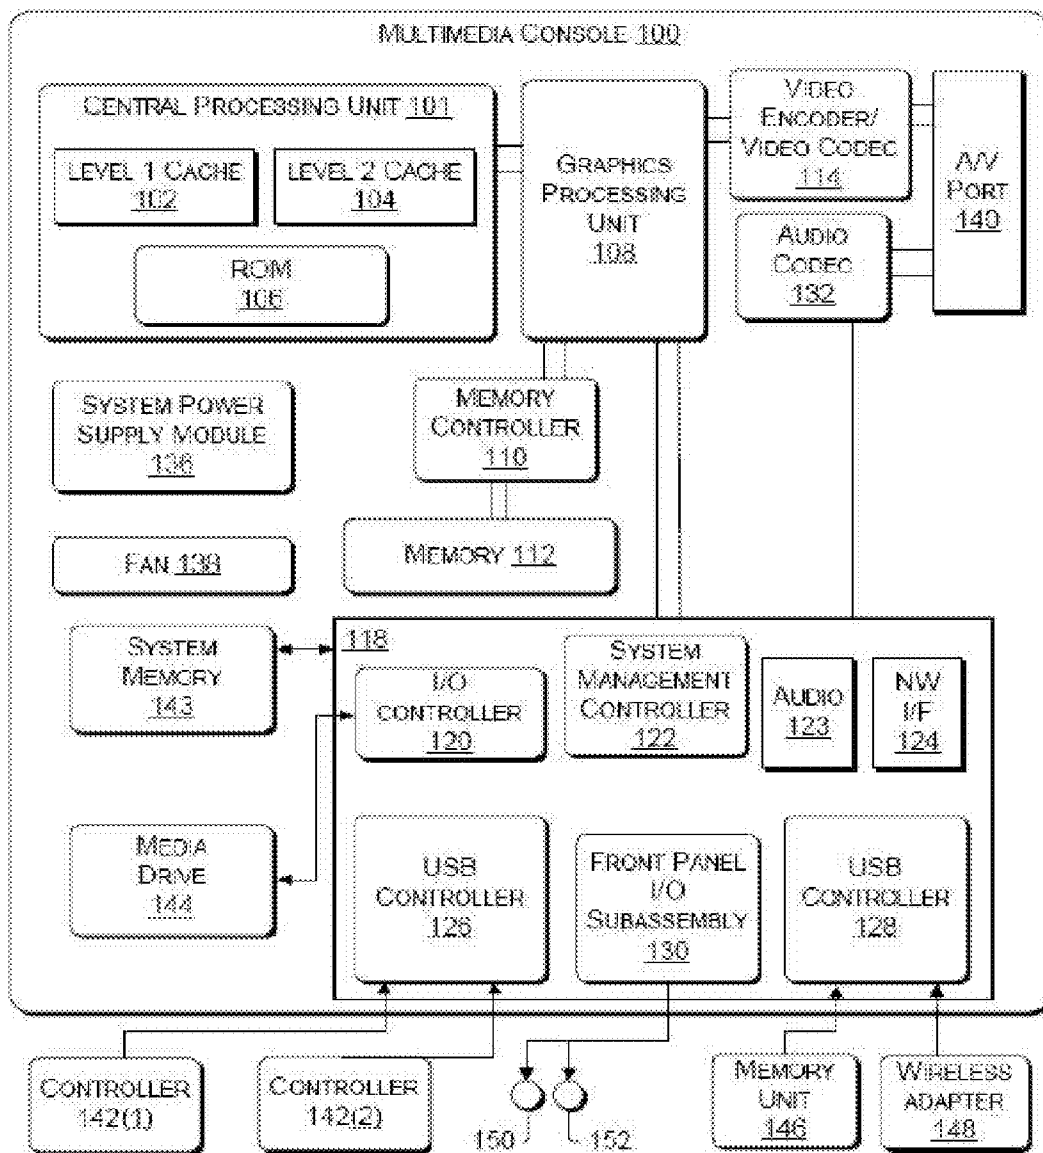 MULTIMEDIA CONSOLE 100
CENTRAL PROCESSING UNIT 101
LEVEL 1 CACHE
102
LEVEL 2 CACHE
104
ROM
106
GRAPHICS
PROCESSING
UNIT
108
VIDEO
ENCODER/
VIDEO CODEC
114
A/V
PORT
140
AUDIO
CODEC
132
SYSTEM POWER
SUPPLY MODULE
136
MEMORY
CONTROLLER
110
FAN 138
MEMORY 112
SYSTEM
MEMORY
143
118
I/O
CONTROLLER
120
SYSTEM
MANAGEMENT
CONTROLLER
122
AUDIO
123
NW
I/F
124
MEDIA
DRIVE
144
USB
CONTROLLER
126
FRONT PANEL
I/O
SUBASSEMBLY
130
USB
CONTROLLER
128
CONTROLLER
142(1)
CONTROLLER
142(2)
150
152
MEMORY
UNIT
146
WIRELESS
ADAPTER
148